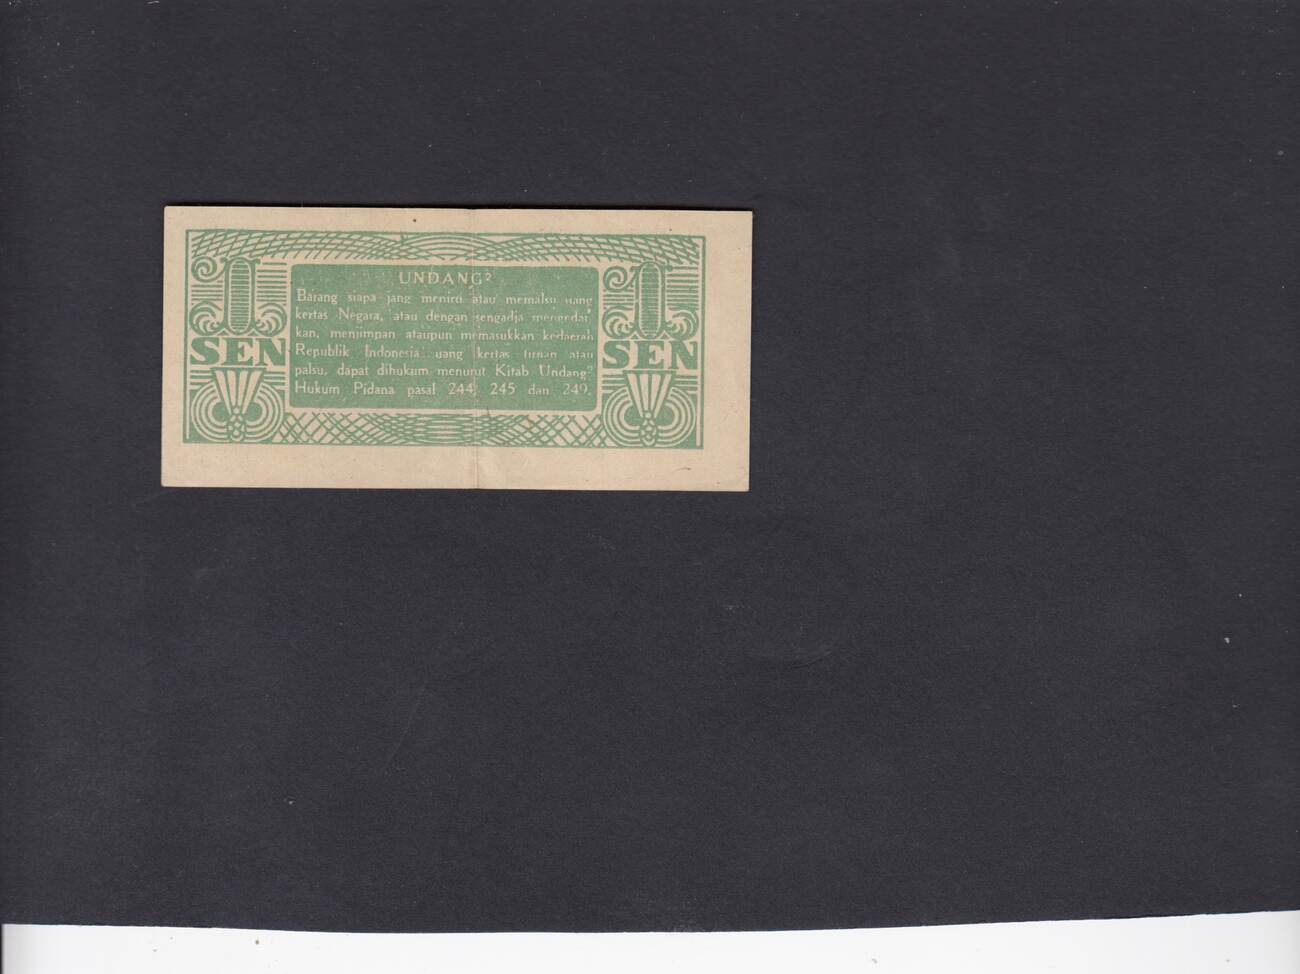 UNDANG²
Barang siapa jang meniru atau memalsu uang
kertas Negara, atau dengan sengadja mengedar
kan, menjimpan ataupun memasukkan kedaerah
Republik Indonesia uang kertas tiruan atau
palsu, dapat dihukum menurut Kitab Undang²
Hukum Pidana pasal 244, 245 dan 249.
1
SEN
1
SEN